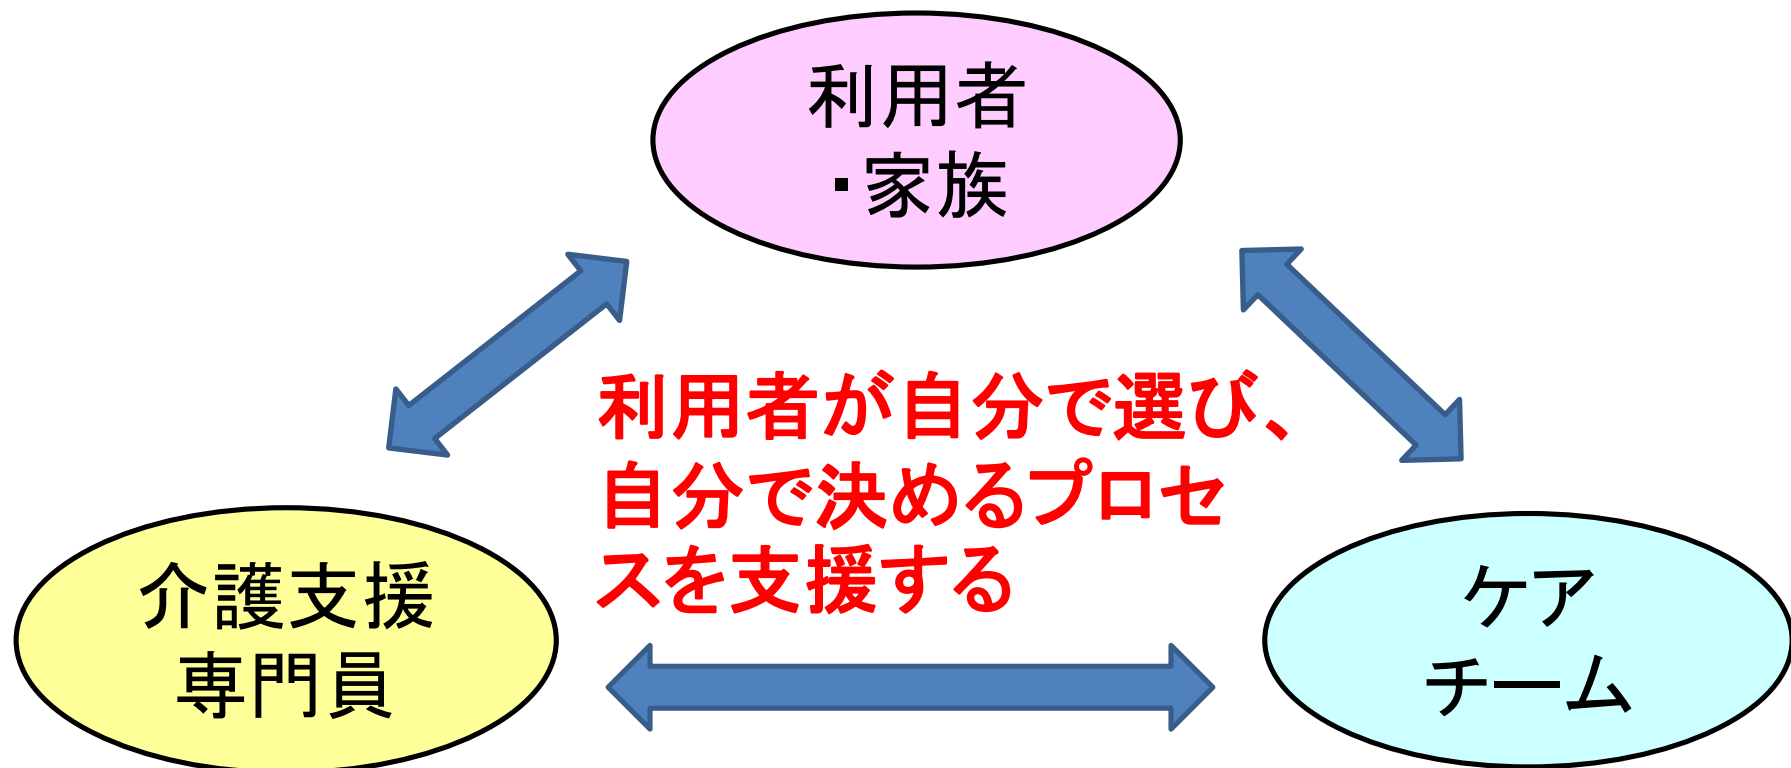 利用者
・家族
利用者が自分で選び、
自分で決めるプロセ
スを支援する
介護支援
専門員
ケア
チーム